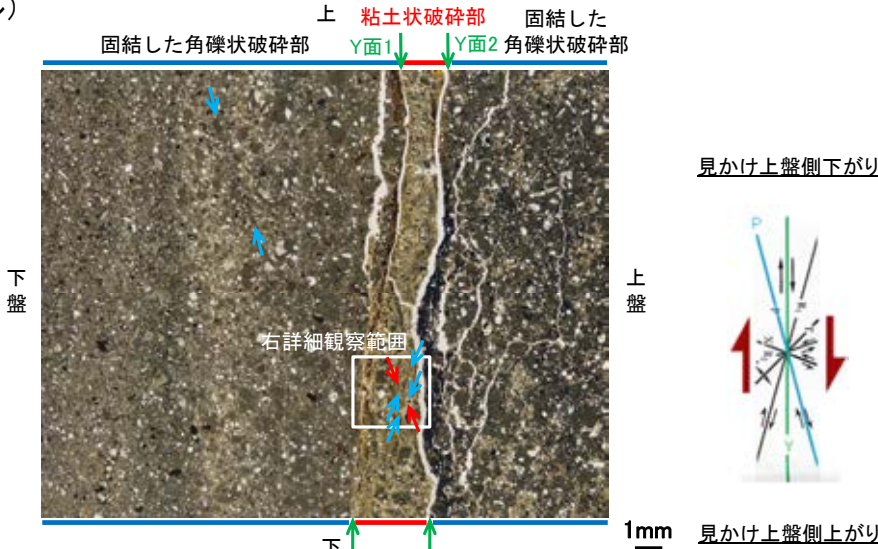 ン)
上
粘土状破砕部
固結した
角礫状破砕部
固結した角礫状破砕部
Y面1
Y面2
見かけ上盤側下がり
下盤
上盤
右詳細観察範囲
P
Y
下
1mm
見かけ上盤側上がり